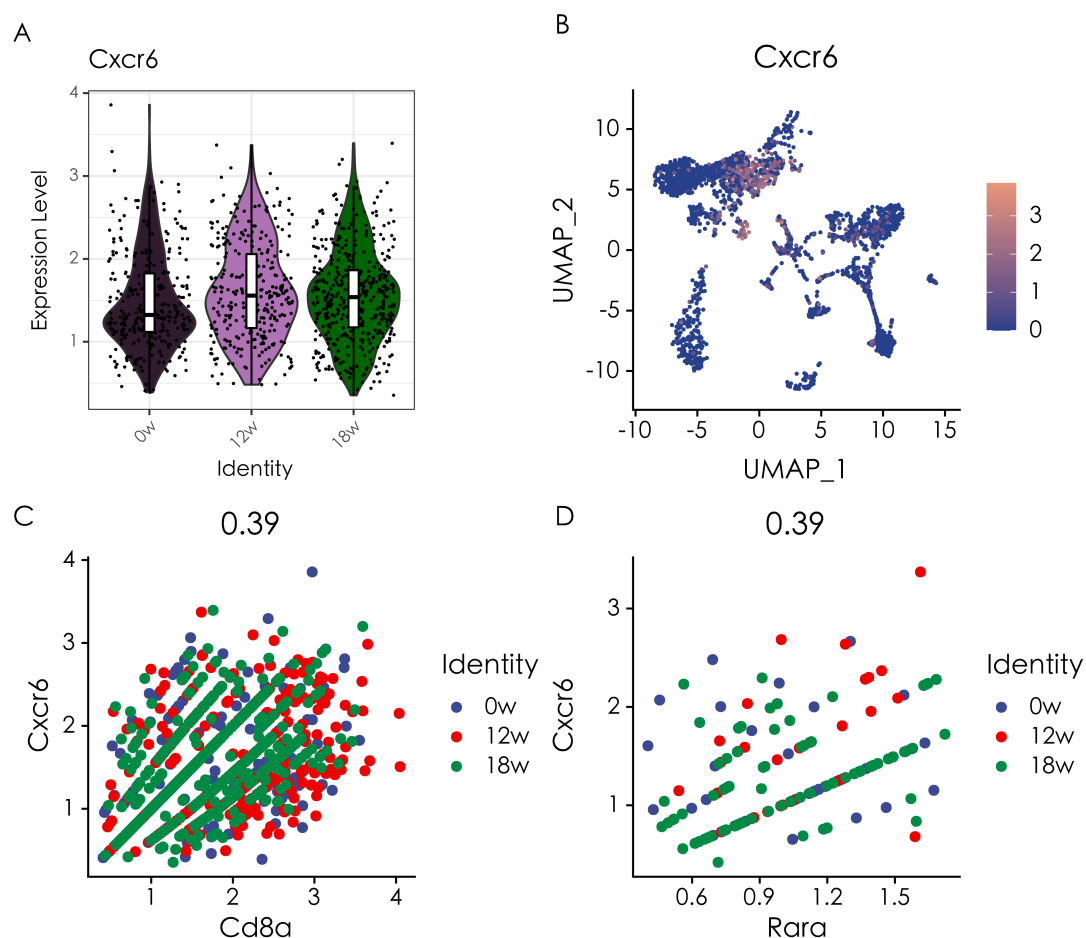 A
Cxcr6
Expression Level
4
3
2
1
0w
12w
18w
Identity
B
Cxcr6
UMAP_2
10
5
0
-5
-10
-10 -5 0 5 10 15
UMAP_1
3
2
1
0
C
0.39
Cxcr6
4
3
2
1
1 2 3 4
Cd8a
Identity
0w
12w
18w
D
0.39
Cxcr6
3
2
1
0.6 0.9 1.2 1.5
Rara
Identity
0w
12w
18w